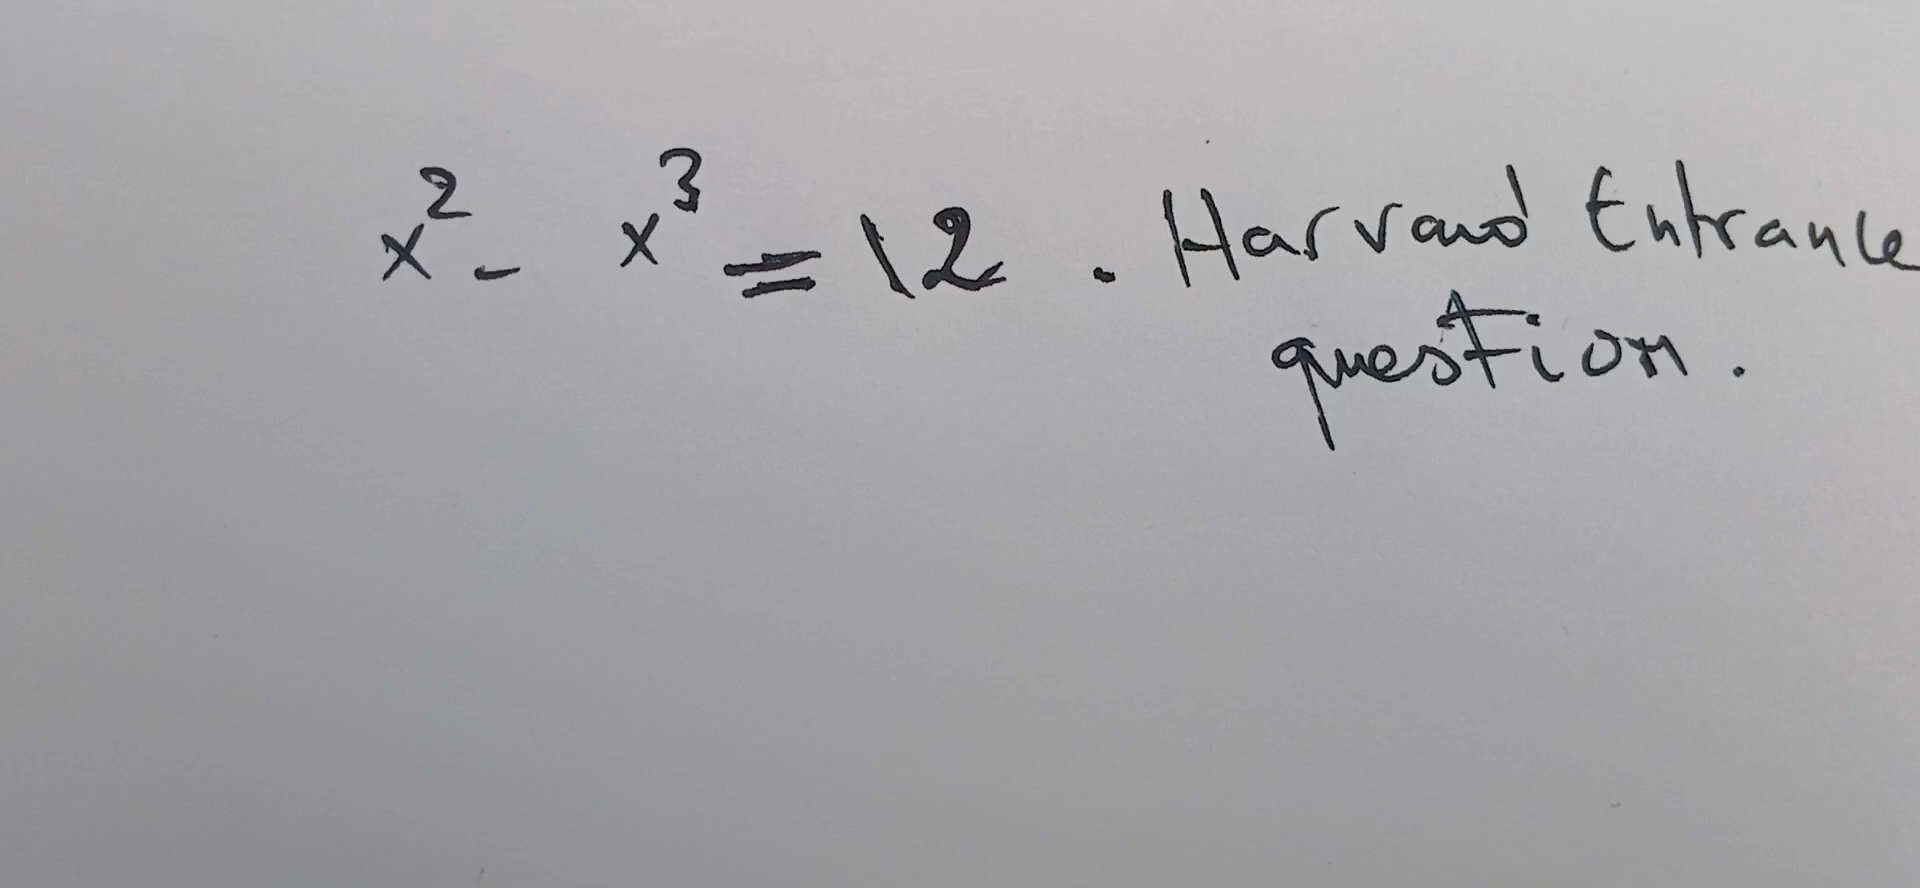 x² - x³ = 12 . Harvard Entrance
question.